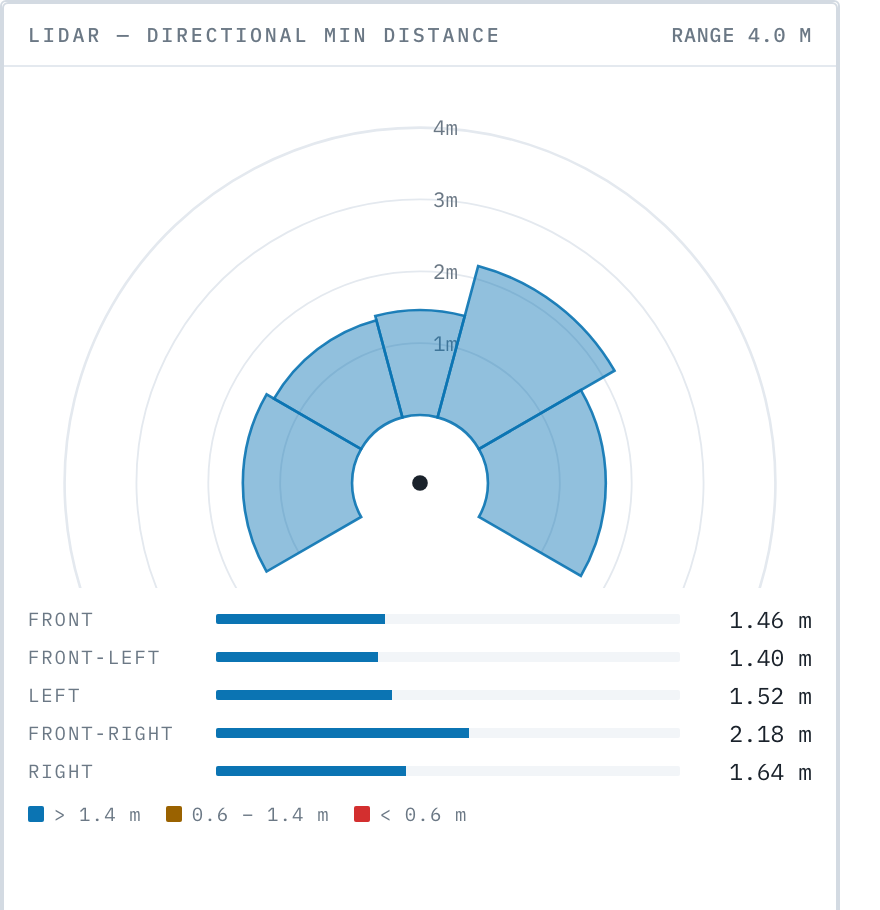 LIDAR — DIRECTIONAL MIN DISTANCE RANGE 4.0 M
4m
3m
2m
1m
FRONT 1.46 m
FRONT-LEFT 1.40 m
LEFT 1.52 m
FRONT-RIGHT 2.18 m
RIGHT 1.64 m
> 1.4 m 0.6 – 1.4 m < 0.6 m